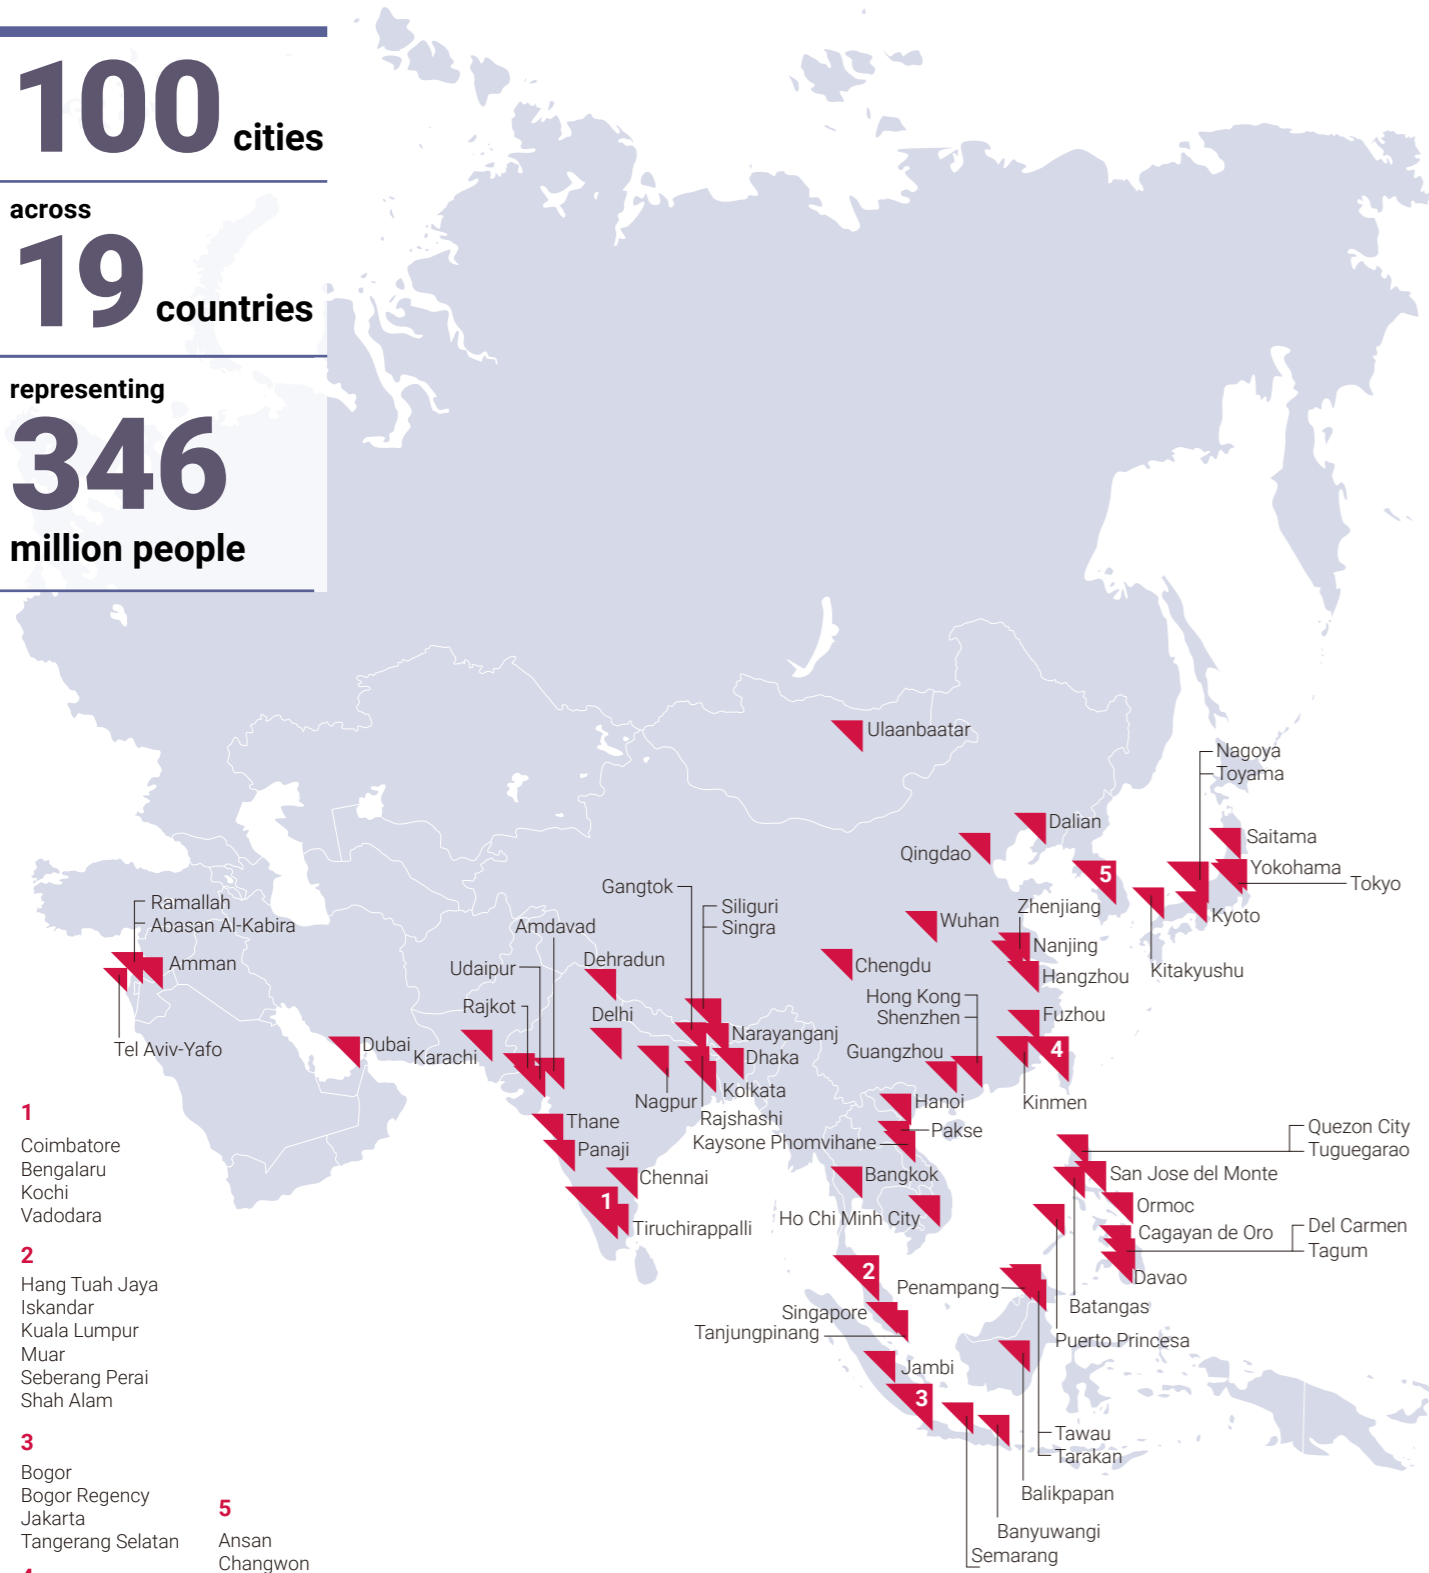 100 cities
across
19 countries
representing
346
million people
Ulaanbaatar
Nagoya
Toyama
Dalian
Saitama
Qingdao
5
Yokohama
Tokyo
Gangtok
Ramallah
Siliguri
Zhenjiang
Abasan Al-Kabira
Amdavad
Singra
Wuhan
Kyoto
Nanjing
Amman
Udaipur
Dehradun
Chengdu
Hangzhou
Kitakyushu
Rajkot
Delhi
Hong Kong
Shenzhen
Fuzhou
Narayanganj
Tel Aviv-Yafo
Dubai
Karachi
Dhaka
Guangzhou
4
Kolkata
Nagpur
Hanoi
Kinmen
Rajshashi
Thane
Pakse
Quezon City
Kaysone Phomvihane
Tuguegarao
Panaji
Chennai
Bangkok
San Jose del Monte
1
Ormoc
Ho Chi Minh City
Tiruchirappalli
Cagayan de Oro
Del Carmen
Tagum
2
Penampang
Davao
Singapore
Batangas
Tanjungpinang
Puerto Princesa
Jambi
3
Tawau
Tarakan
Balikpapan
Banyuwangi
Semarang
1
Coimbatore
Bengalaru
Kochi
Vadodara
2
Hang Tuah Jaya
Iskandar
Kuala Lumpur
Muar
Seberang Perai
Shah Alam
3
Bogor
Bogor Regency
Jakarta
Tangerang Selatan
5
Ansan
Changwon